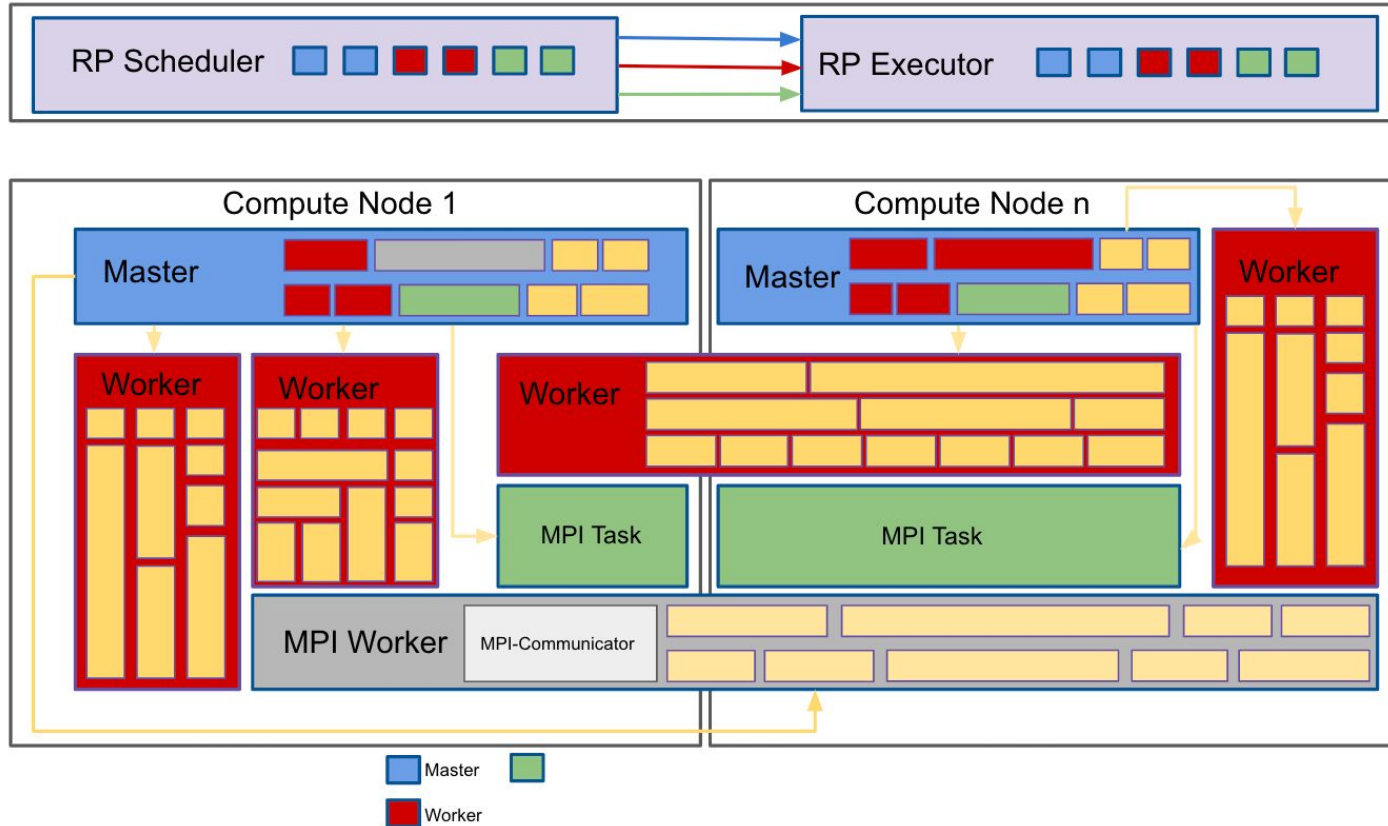 RP Scheduler
RP Executor
Compute Node 1
Compute Node n
Master
Master
Worker
Worker
Worker
Worker
MPI Task
MPI Task
MPI Worker
MPI-Communicator
Master
Worker